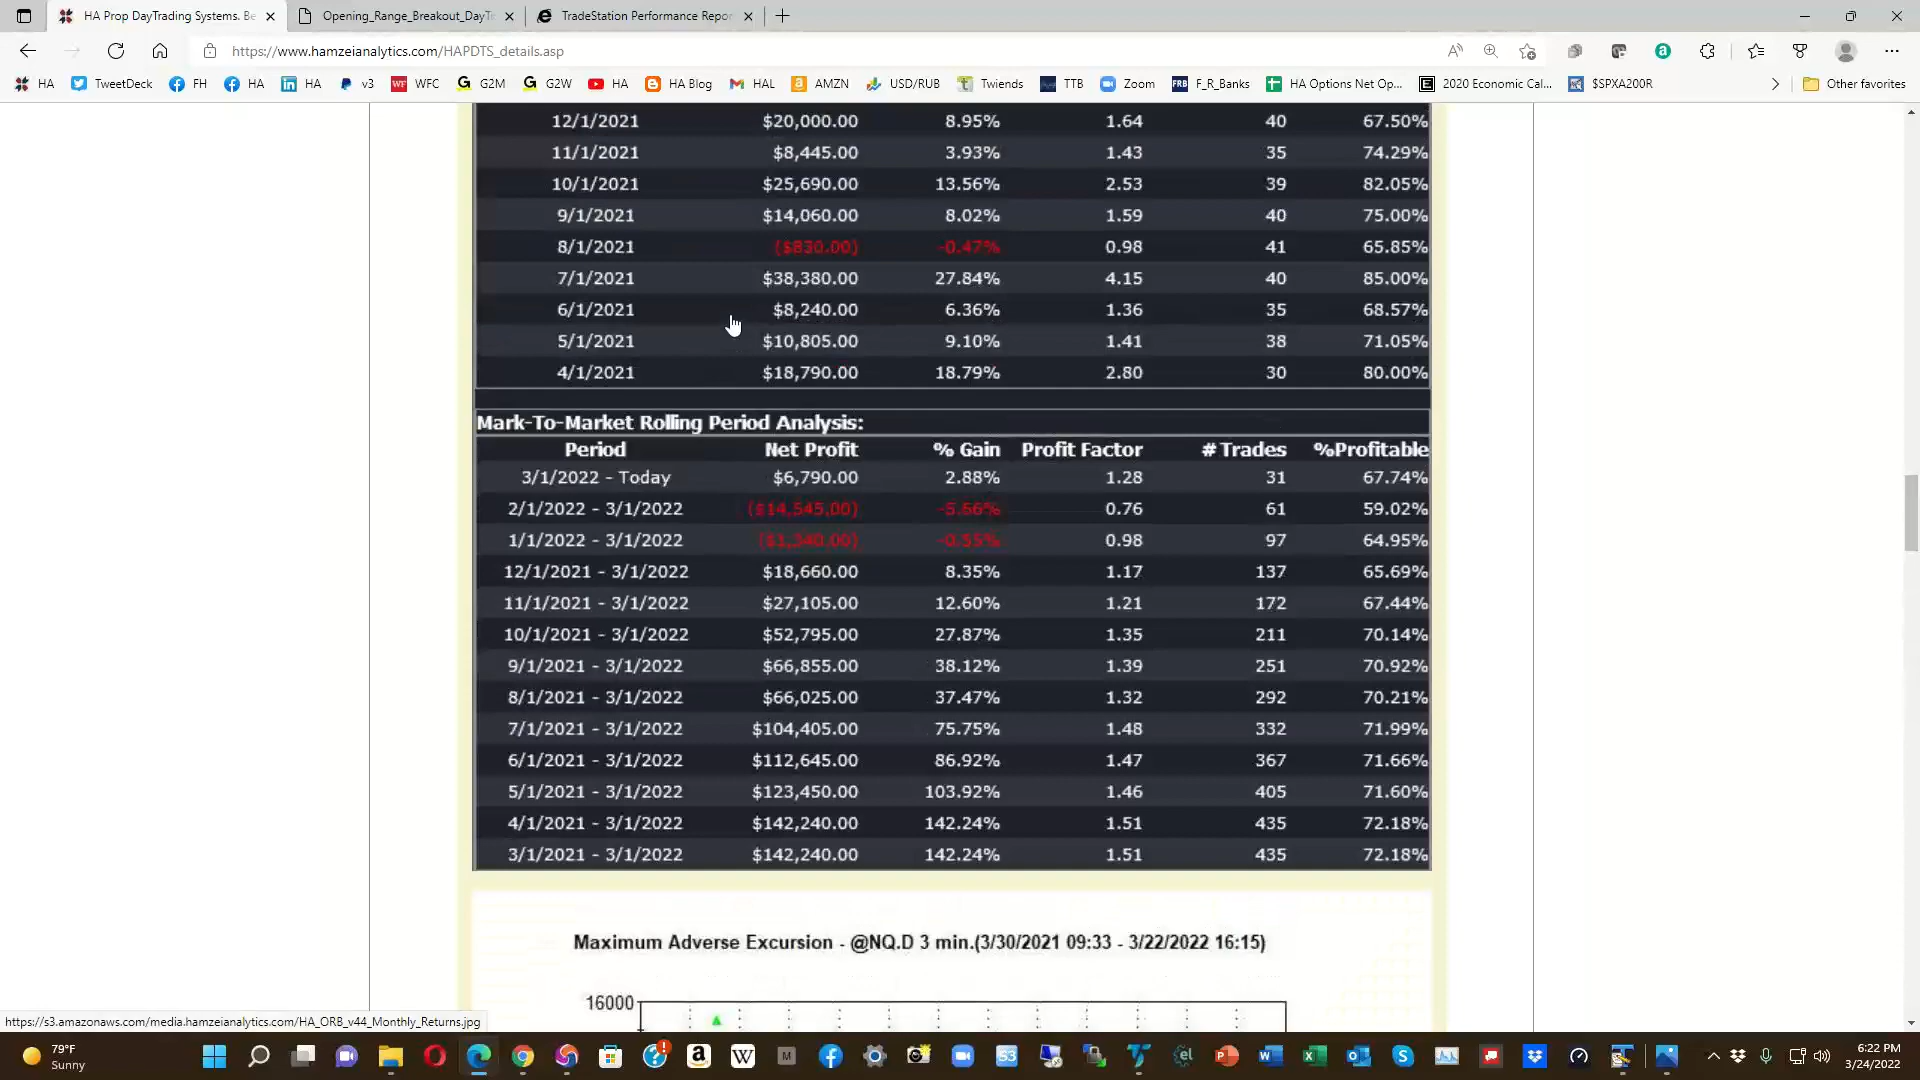 HA Prop DayTrading Systems. Be
Opening_Range_Breakout_DayTr
TradeStation Performance Repor
https://www.hamzeianalytics.com/HAPDTS_details.asp
HA TweetDeck FH HA HA v3 WFC G2M G2W HA HA Blog HAL AMZN USD/RUB Twiends TTB Zoom F_R_Banks HA Options Net Op... 2020 Economic Cal... $SPXA200R Other favorites
12/1/2021 $20,000.00 8.95% 1.64 40 67.50%
11/1/2021 $8,445.00 3.93% 1.43 35 74.29%
10/1/2021 $25,690.00 13.56% 2.53 39 82.05%
9/1/2021 $14,060.00 8.02% 1.59 40 75.00%
8/1/2021 ($830.00) -0.47% 0.98 41 65.85%
7/1/2021 $38,380.00 27.84% 4.15 40 85.00%
6/1/2021 $8,240.00 6.36% 1.36 35 68.57%
5/1/2021 $10,805.00 9.10% 1.41 38 71.05%
4/1/2021 $18,790.00 18.79% 2.80 30 80.00%
Mark-To-Market Rolling Period Analysis:
Period Net Profit % Gain Profit Factor # Trades %Profitable
3/1/2022 - Today $6,790.00 2.88% 1.28 31 67.74%
2/1/2022 - 3/1/2022 ($14,545.00) -5.56% 0.76 61 59.02%
1/1/2022 - 3/1/2022 ($1,340.00) -0.55% 0.98 97 64.95%
12/1/2021 - 3/1/2022 $18,660.00 8.35% 1.17 137 65.69%
11/1/2021 - 3/1/2022 $27,105.00 12.60% 1.21 172 67.44%
10/1/2021 - 3/1/2022 $52,795.00 27.87% 1.35 211 70.14%
9/1/2021 - 3/1/2022 $66,855.00 38.12% 1.39 251 70.92%
8/1/2021 - 3/1/2022 $66,025.00 37.47% 1.32 292 70.21%
7/1/2021 - 3/1/2022 $104,405.00 75.75% 1.48 332 71.99%
6/1/2021 - 3/1/2022 $112,645.00 86.92% 1.47 367 71.66%
5/1/2021 - 3/1/2022 $123,450.00 103.92% 1.46 405 71.60%
4/1/2021 - 3/1/2022 $142,240.00 142.24% 1.51 435 72.18%
3/1/2021 - 3/1/2022 $142,240.00 142.24% 1.51 435 72.18%
Maximum Adverse Excursion - @NQ.D 3 min.(3/30/2021 09:33 - 3/22/2022 16:15)
16000
https://s3.amazonaws.com/media.hamzeianalytics.com/HA_ORB_v44_Monthly_Returns.jpg
79°F
Sunny
6:22 PM
3/24/2022